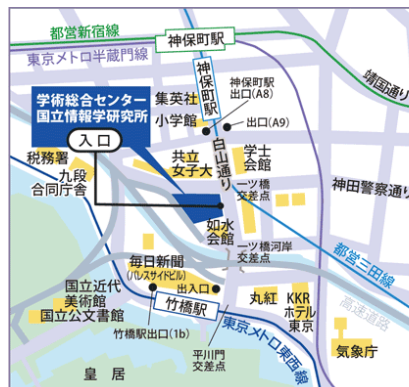 都営新宿線
東京メトロ半蔵門線
神保町駅
靖国通り
神保町駅
神保町駅
出口(A8)
集英社
小学館
出口(A9)
学術総合センター
国立情報学研究所
入口
白山通り
税務署
九段
合同庁舎
共立
女子大
学士
会館
神田警察通り
一ツ橋
交差点
如水
会館
一ツ橋河岸
交差点
都営三田線
毎日新聞
(パレスサイドビル)
出入口
国立近代
美術館
国立公文書館
竹橋駅
竹橋駅出口(1b)
丸紅
KKR
ホテル
東京
高速道路
東京メトロ東西線
平川門
交差点
気象庁
皇居